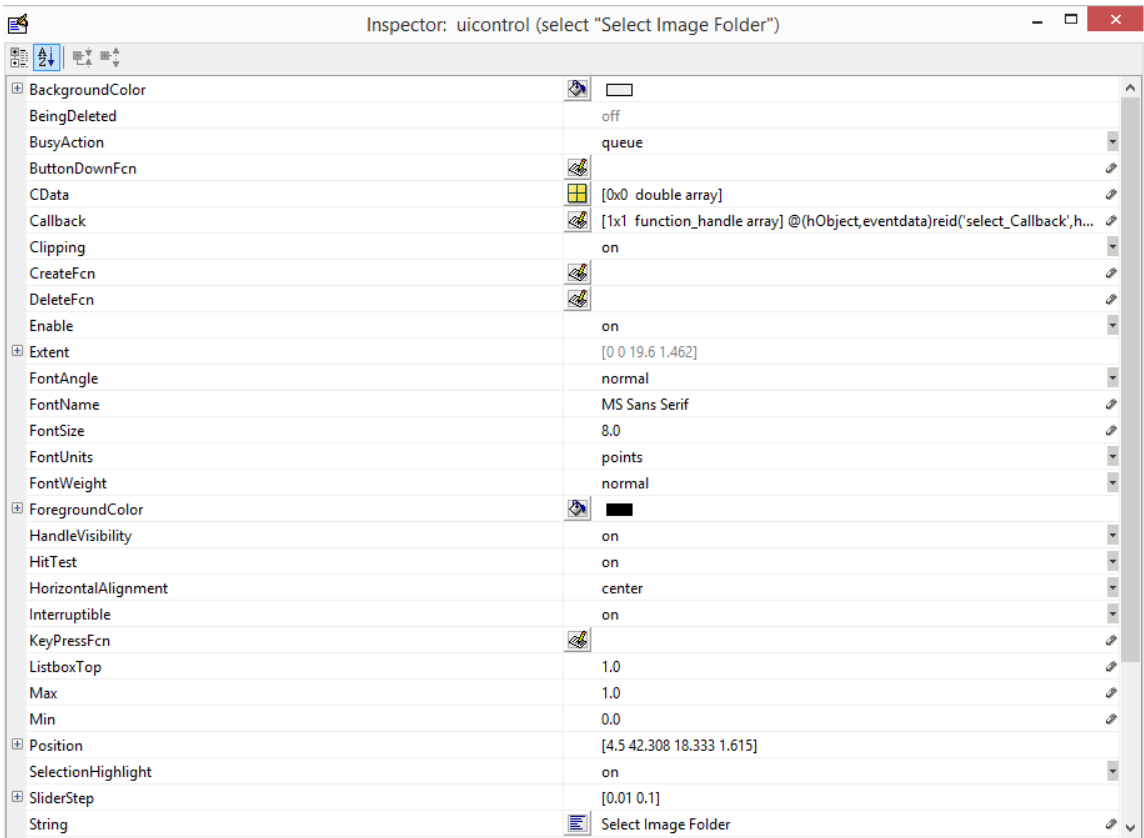 Inspector: uicontrol (select "Select Image Folder")
BackgroundColor
BeingDeleted off
BusyAction queue
ButtonDownFcn
CData [0x0 double array]
Callback [1x1 function_handle array] @(hObject,eventdata)reid('select_Callback',h...
Clipping on
CreateFcn
DeleteFcn
Enable on
Extent [0 0 19.6 1.462]
FontAngle normal
FontName MS Sans Serif
FontSize 8.0
FontUnits points
FontWeight normal
ForegroundColor
HandleVisibility on
HitTest on
HorizontalAlignment center
Interruptible on
KeyPressFcn
ListboxTop 1.0
Max 1.0
Min 0.0
Position [4.5 42.308 18.333 1.615]
SelectionHighlight on
SliderStep [0.01 0.1]
String Select Image Folder